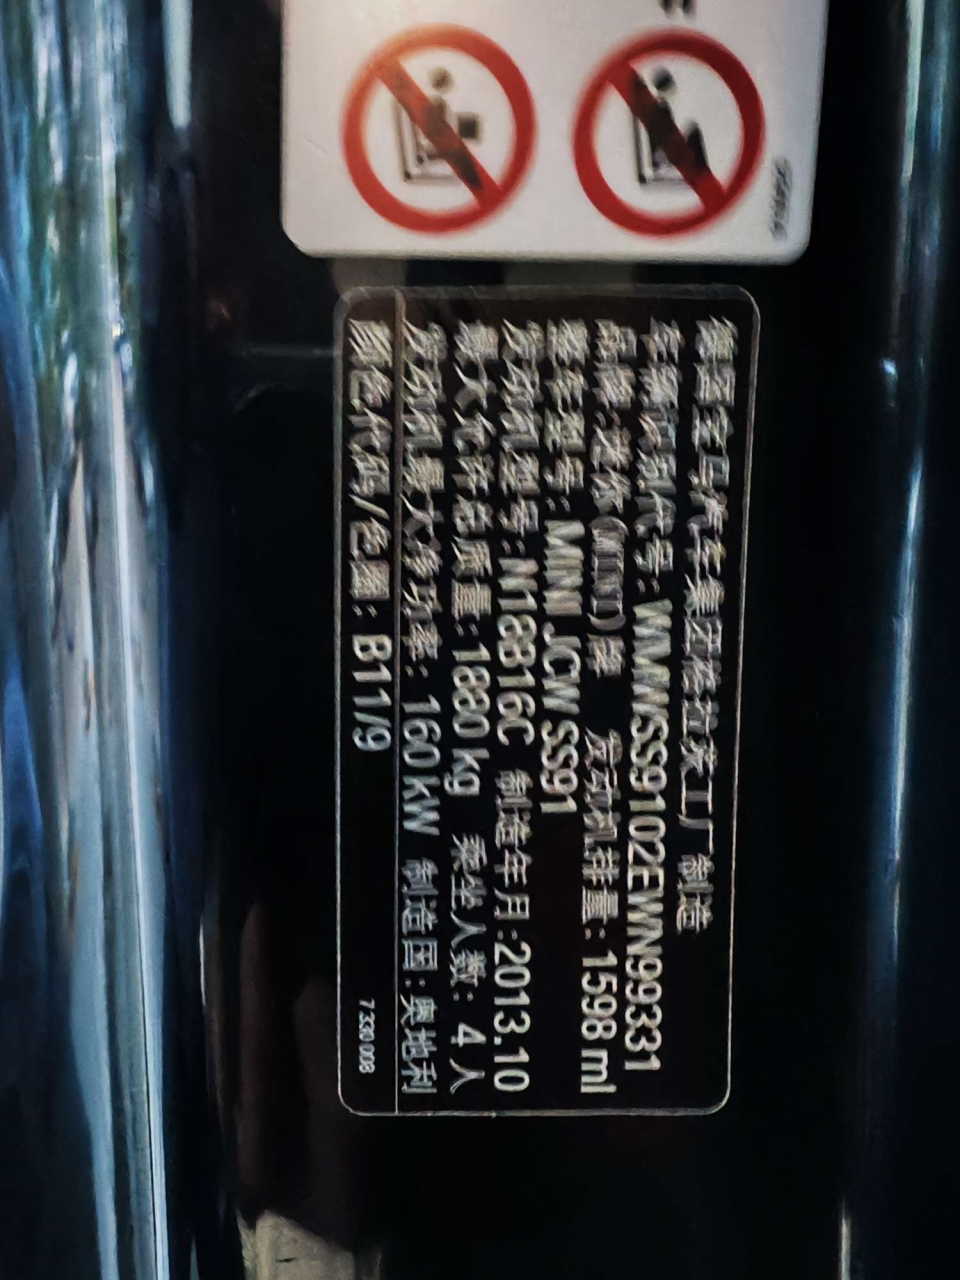 德国宝马汽车集团格拉茨工厂 制造
车辆识别代号：WMWSS9102EWN99331
品牌：迷你（MINI）牌 发动机排量：1598 ml
整车型号：MINI JCW SS91
发动机型号：N18B16C 制造年月：2013.10
最大允许总质量：1880 kg 乘坐人数：4人
发动机最大净功率：160 kW 制造国：奥地利
颜色代码/色圈：B11/9
7 330 008